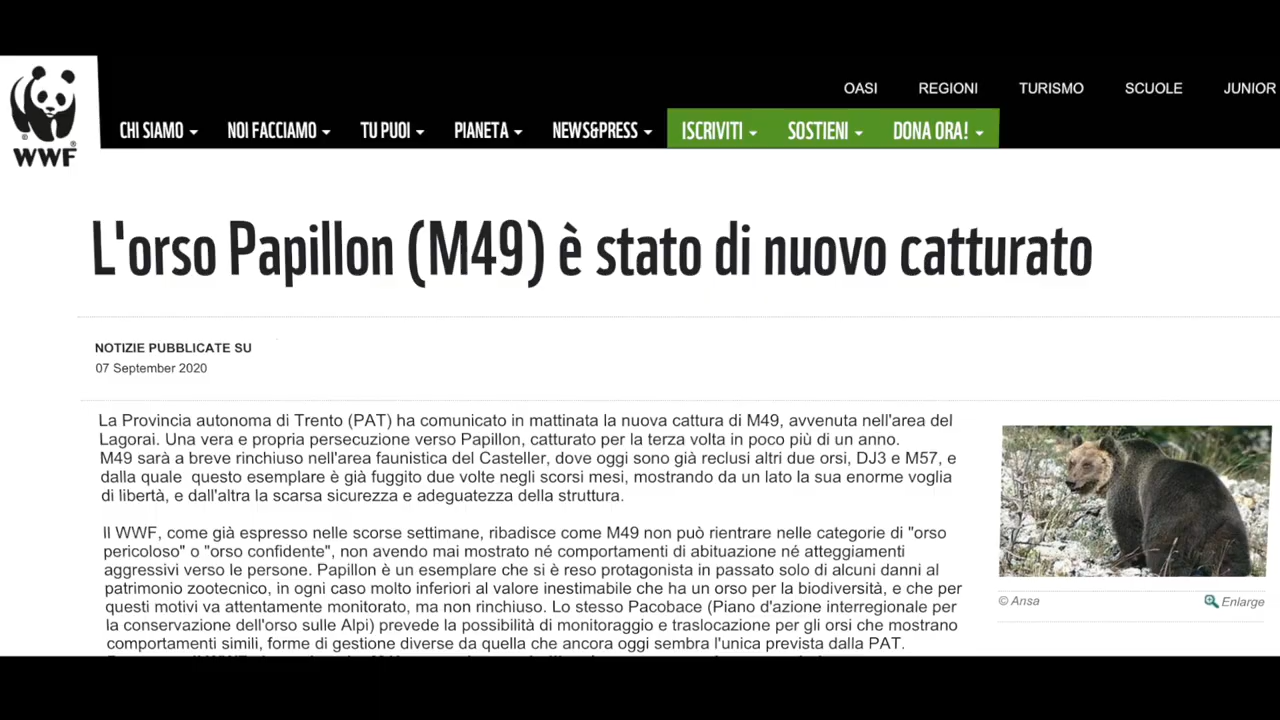 OASI REGIONI TURISMO SCUOLE JUNIOR
CHI SIAMO NOI FACCIAMO TU PUOI PIANETA NEWS&PRESS ISCRIVITI SOSTIENI DONA ORA!
WWF
L'orso Papillon (M49) è stato di nuovo catturato
NOTIZIE PUBBLICATE SU
07 September 2020
La Provincia autonoma di Trento (PAT) ha comunicato in mattinata la nuova cattura di M49, avvenuta nell'area del
Lagorai. Una vera e propria persecuzione verso Papillon, catturato per la terza volta in poco più di un anno.
M49 sarà a breve rinchiuso nell'area faunistica del Casteller, dove oggi sono già reclusi altri due orsi, DJ3 e M57, e
dalla quale questo esemplare è già fuggito due volte negli scorsi mesi, mostrando da un lato la sua enorme voglia
di libertà, e dall'altra la scarsa sicurezza e adeguatezza della struttura.
Il WWF, come già espresso nelle scorse settimane, ribadisce come M49 non può rientrare nelle categorie di "orso
pericoloso" o "orso confidente", non avendo mai mostrato né comportamenti di abituazione né atteggiamenti
aggressivi verso le persone. Papillon è un esemplare che si è reso protagonista in passato solo di alcuni danni al
patrimonio zootecnico, in ogni caso molto inferiori al valore inestimabile che ha un orso per la biodiversità, e che per
questi motivi va attentamente monitorato, ma non rinchiuso. Lo stesso Pacobace (Piano d'azione interregionale per
la conservazione dell'orso sulle Alpi) prevede la possibilità di monitoraggio e traslocazione per gli orsi che mostrano
comportamenti simili, forme di gestione diverse da quella che ancora oggi sembra l'unica prevista dalla PAT.
© Ansa
Enlarge